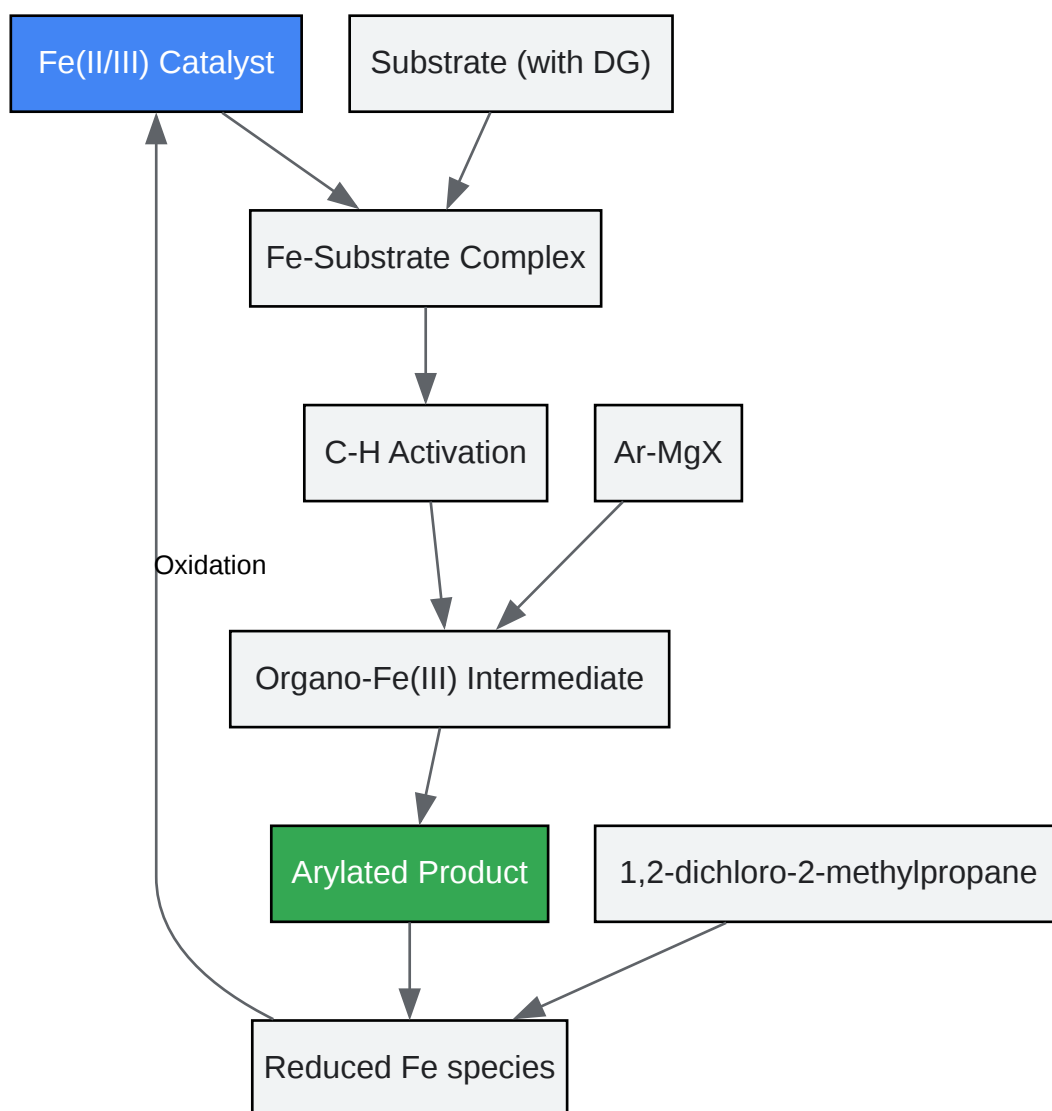 Fe(II/III) Catalyst
Substrate (with DG)
Fe-Substrate Complex
C-H Activation
Ar-MgX
Oxidation
Organo-Fe(III) Intermediate
Arylated Product
1,2-dichloro-2-methylpropane
Reduced Fe species